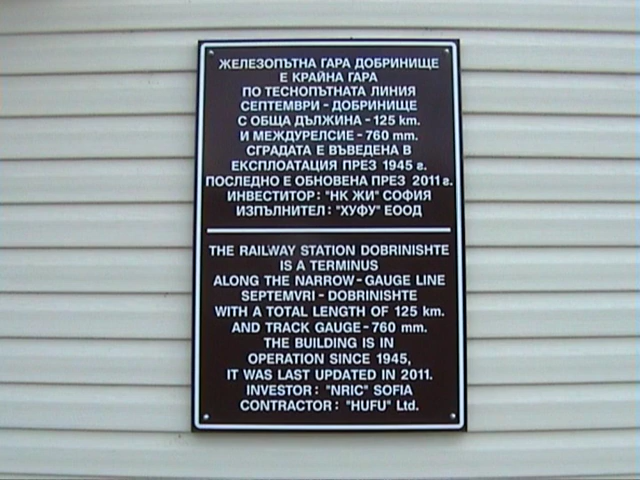 ЖЕЛЕЗОПЪТНА ГАРА ДОБРИНИЩЕ
Е КРАЙНА ГАРА
ПО ТЕСНОПЪТНАТА ЛИНИЯ
СЕПТЕМВРИ - ДОБРИНИЩЕ
С ОБЩА ДЪЛЖИНА - 125 km.
И МЕЖДУРЕЛСИЕ - 760 mm.
СГРАДАТА Е ВЪВЕДЕНА В
ЕКСПЛОАТАЦИЯ ПРЕЗ 1945 г.
ПОСЛЕДНО Е ОБНОВЕНА ПРЕЗ 2011 г.
ИНВЕСТИТОР: "НК ЖИ" СОФИЯ
ИЗПЪЛНИТЕЛ: "ХУФУ" ЕООД
THE RAILWAY STATION DOBRINISHTE
IS A TERMINUS
ALONG THE NARROW - GAUGE LINE
SEPTEMVRI - DOBRINISHTE
WITH A TOTAL LENGTH OF 125 km.
AND TRACK GAUGE - 760 mm.
THE BUILDING IS IN
OPERATION SINCE 1945,
IT WAS LAST UPDATED IN 2011.
INVESTOR: "NRIC" SOFIA
CONTRACTOR: "HUFU" Ltd.